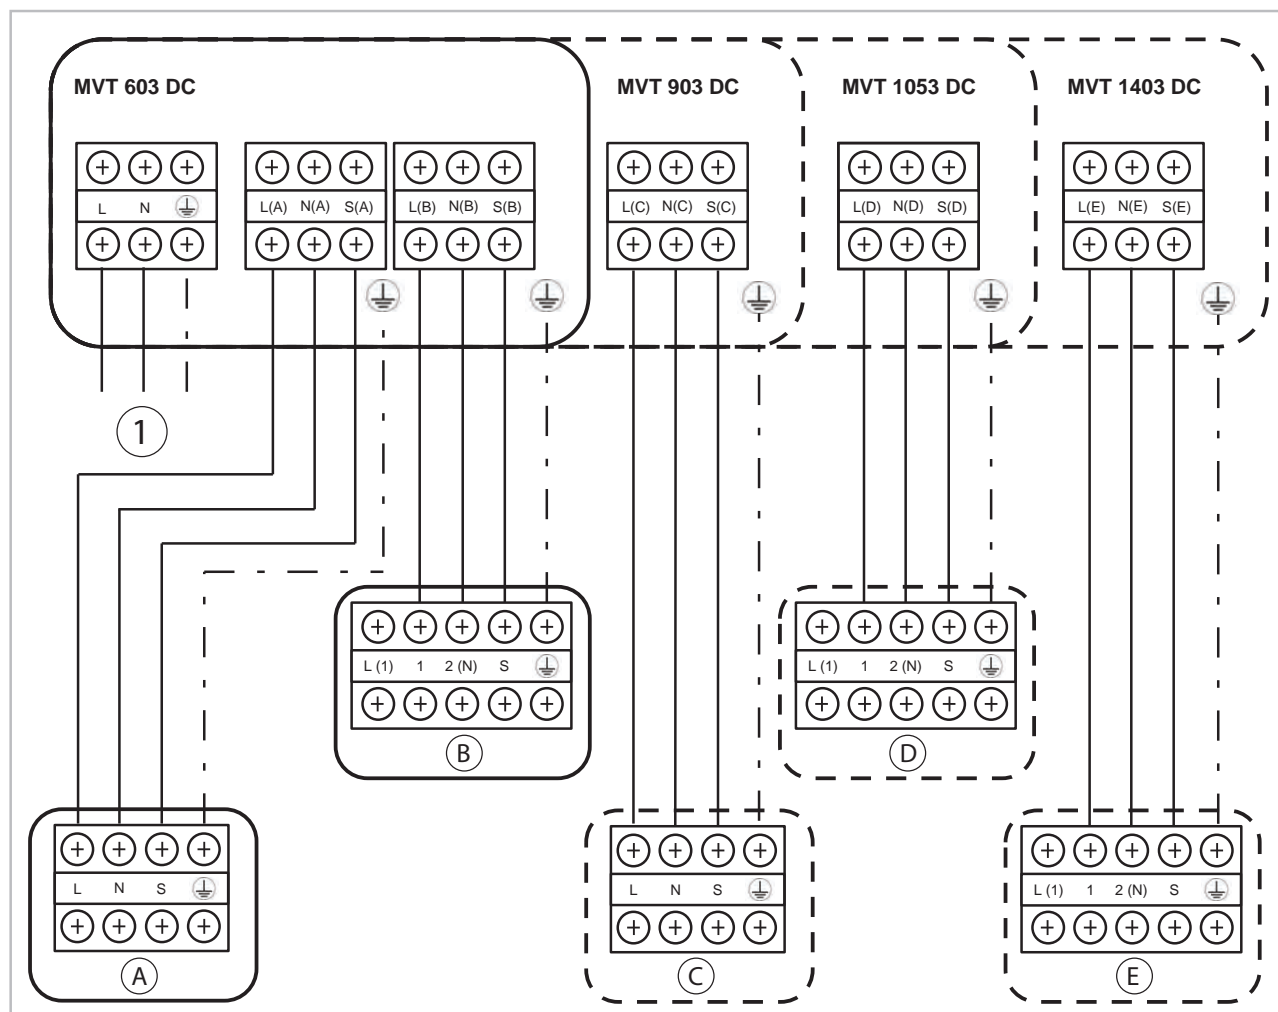 MVT 603 DC MVT 903 DC MVT 1053 DC MVT 1403 DC
L N L(A) N(A) S(A) L(B) N(B) S(B) L(C) N(C) S(C) L(D) N(D) S(D) L(E) N(E) S(E)
1
L (1) 1 2 (N) S L (1) 1 2 (N) S
B D
L N S L N S L (1) 1 2 (N) S
A C E